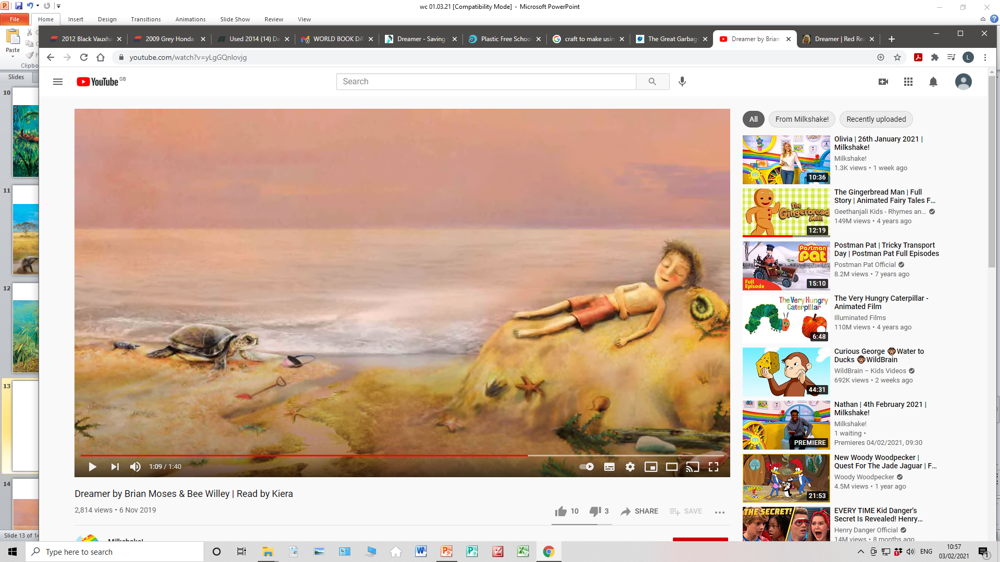 wc 01.03.21 [Compatibility Mode] - Microsoft PowerPoint
File Home Insert Design Transitions Animations Slide Show Review View
Paste
Clipbo
Slides
10
11
12
13
14
Slide 13 of 14
2012 Black Vauxha
2009 Grey Honda
Used 2014 (14) Da
WORLD BOOK DA
Dreamer - Saving
Plastic Free Schoo
craft to make usin
The Great Garbag
Dreamer by Brian
Dreamer | Red Rea
youtube.com/watch?v=yLgGQnIovjg
L
YouTube GB
Search
1:09 / 1:40
Dreamer by Brian Moses & Bee Willey | Read by Kiera
2,814 views • 6 Nov 2019
10 3 SHARE SAVE
Milkshake!
All From Milkshake! Recently uploaded
10:36
Olivia | 26th January 2021 |
Milkshake!
Milkshake!
1.3K views • 1 week ago
The
Gingerbread
Man
12:19
The Gingerbread Man | Full
Story | Animated Fairy Tales F...
Geethanjali Kids - Rhymes an...
149M views • 4 years ago
Postman
Pat
Full
Episode
15:10
Postman Pat | Tricky Transport
Day | Postman Pat Full Episodes
Postman Pat Official
8.2M views • 7 years ago
The Very Hungry
Caterpillar
6:48
The Very Hungry Caterpillar -
Animated Film
Illuminated Films
110M views • 4 years ago
44:31
Curious George 🐵Water to
Ducks 🐵WildBrain
WildBrain – Kids Videos
692K views • 2 weeks ago
PREMIERE
Nathan | 4th February 2021 |
Milkshake!
Milkshake!
1 waiting •
Premieres 04/02/2021, 09:30
WOODY
WOODPECKER
21:53
New Woody Woodpecker |
Quest For The Jade Jaguar | F...
Woody Woodpecker
4.5M views • 1 year ago
THE SECRET!
EVERY TIME Kid Danger's
Secret Is Revealed! Henry...
Henry Danger Official
14M views • 8 months ago
Type here to search
ENG
10:57
03/02/2021
1